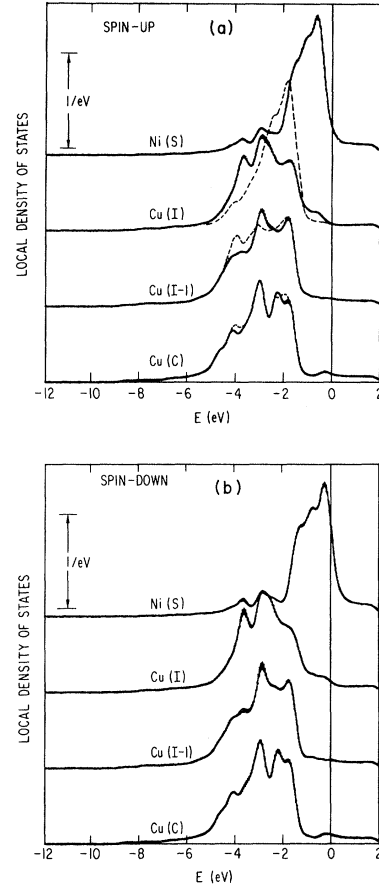 SPIN-UP
(a)
1/eV
LOCAL DENSITY OF STATES
Ni (S)
Cu (I)
Cu (I-1)
Cu (C)
-12 -10 -8 -6 -4 -2 0 2
E (eV)
SPIN-DOWN
(b)
1/eV
LOCAL DENSITY OF STATES
Ni (S)
Cu (I)
Cu (I-1)
Cu (C)
-12 -10 -8 -6 -4 -2 0 2
E (eV)